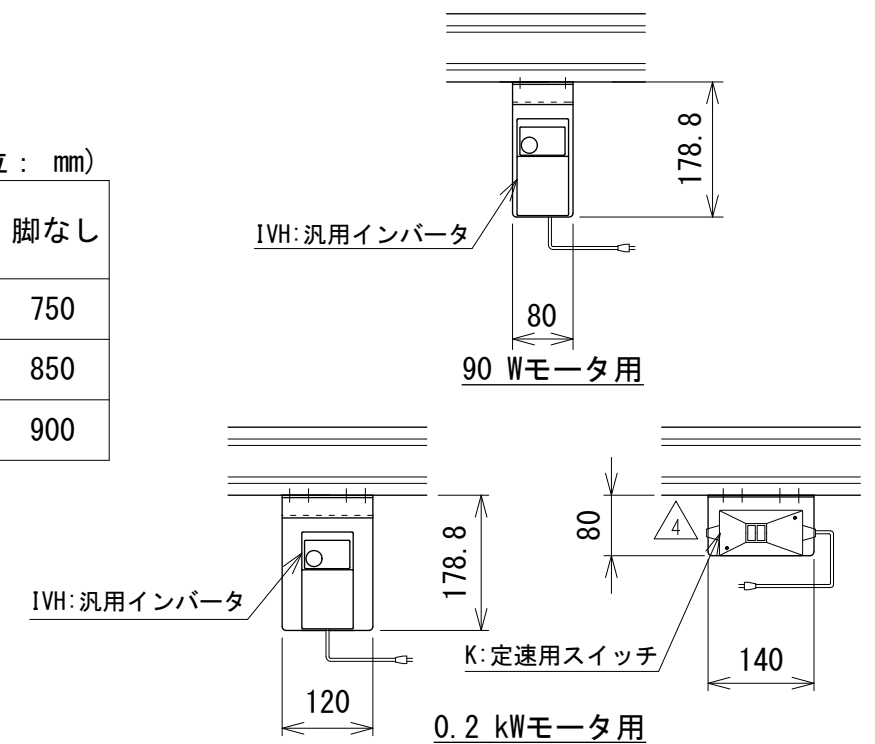 : mm)
脚なし
750
850
900
178.8
IVH:汎用インバータ
80
90 Wモータ用
178.8
IVH:汎用インバータ
120
80
4
K:定速用スイッチ
140
0.2 kWモータ用